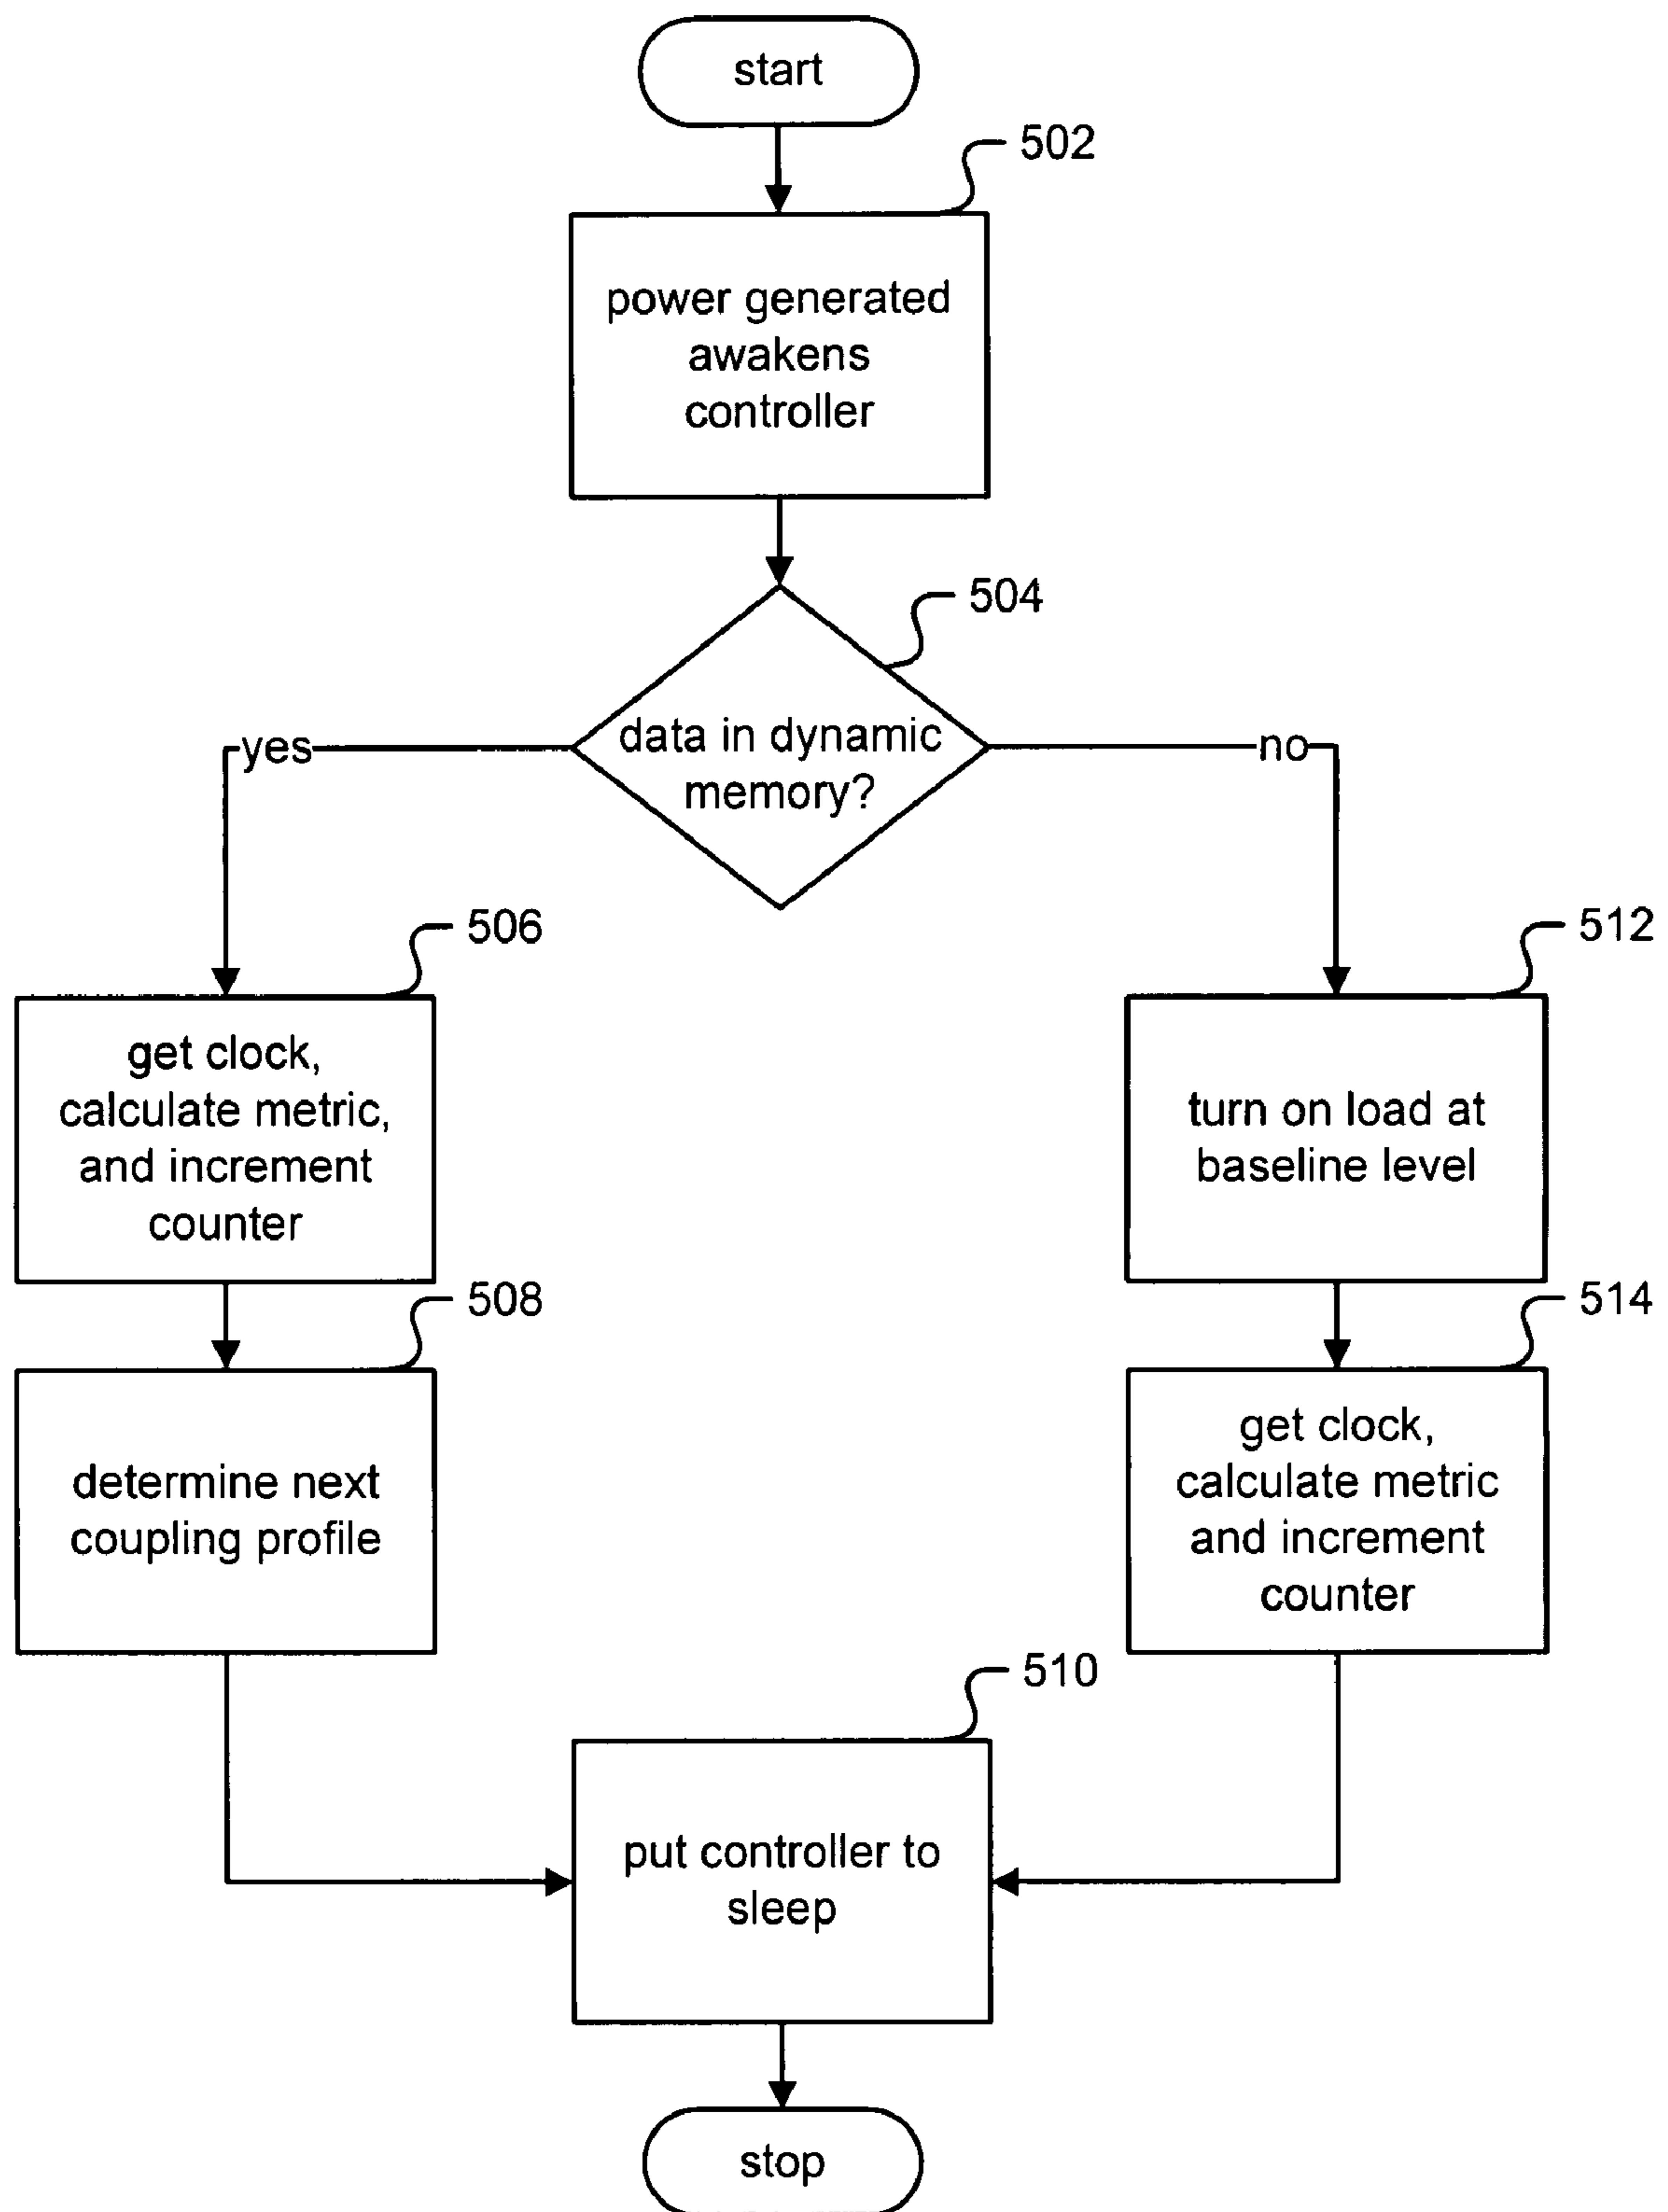 start
502
power generated
awakens
controller
504
data in dynamic
memory?
yes
no
506
get clock,
calculate metric,
and increment
counter
512
turn on load at
baseline level
508
determine next
coupling profile
514
get clock,
calculate metric
and increment
counter
510
put controller to
sleep
stop